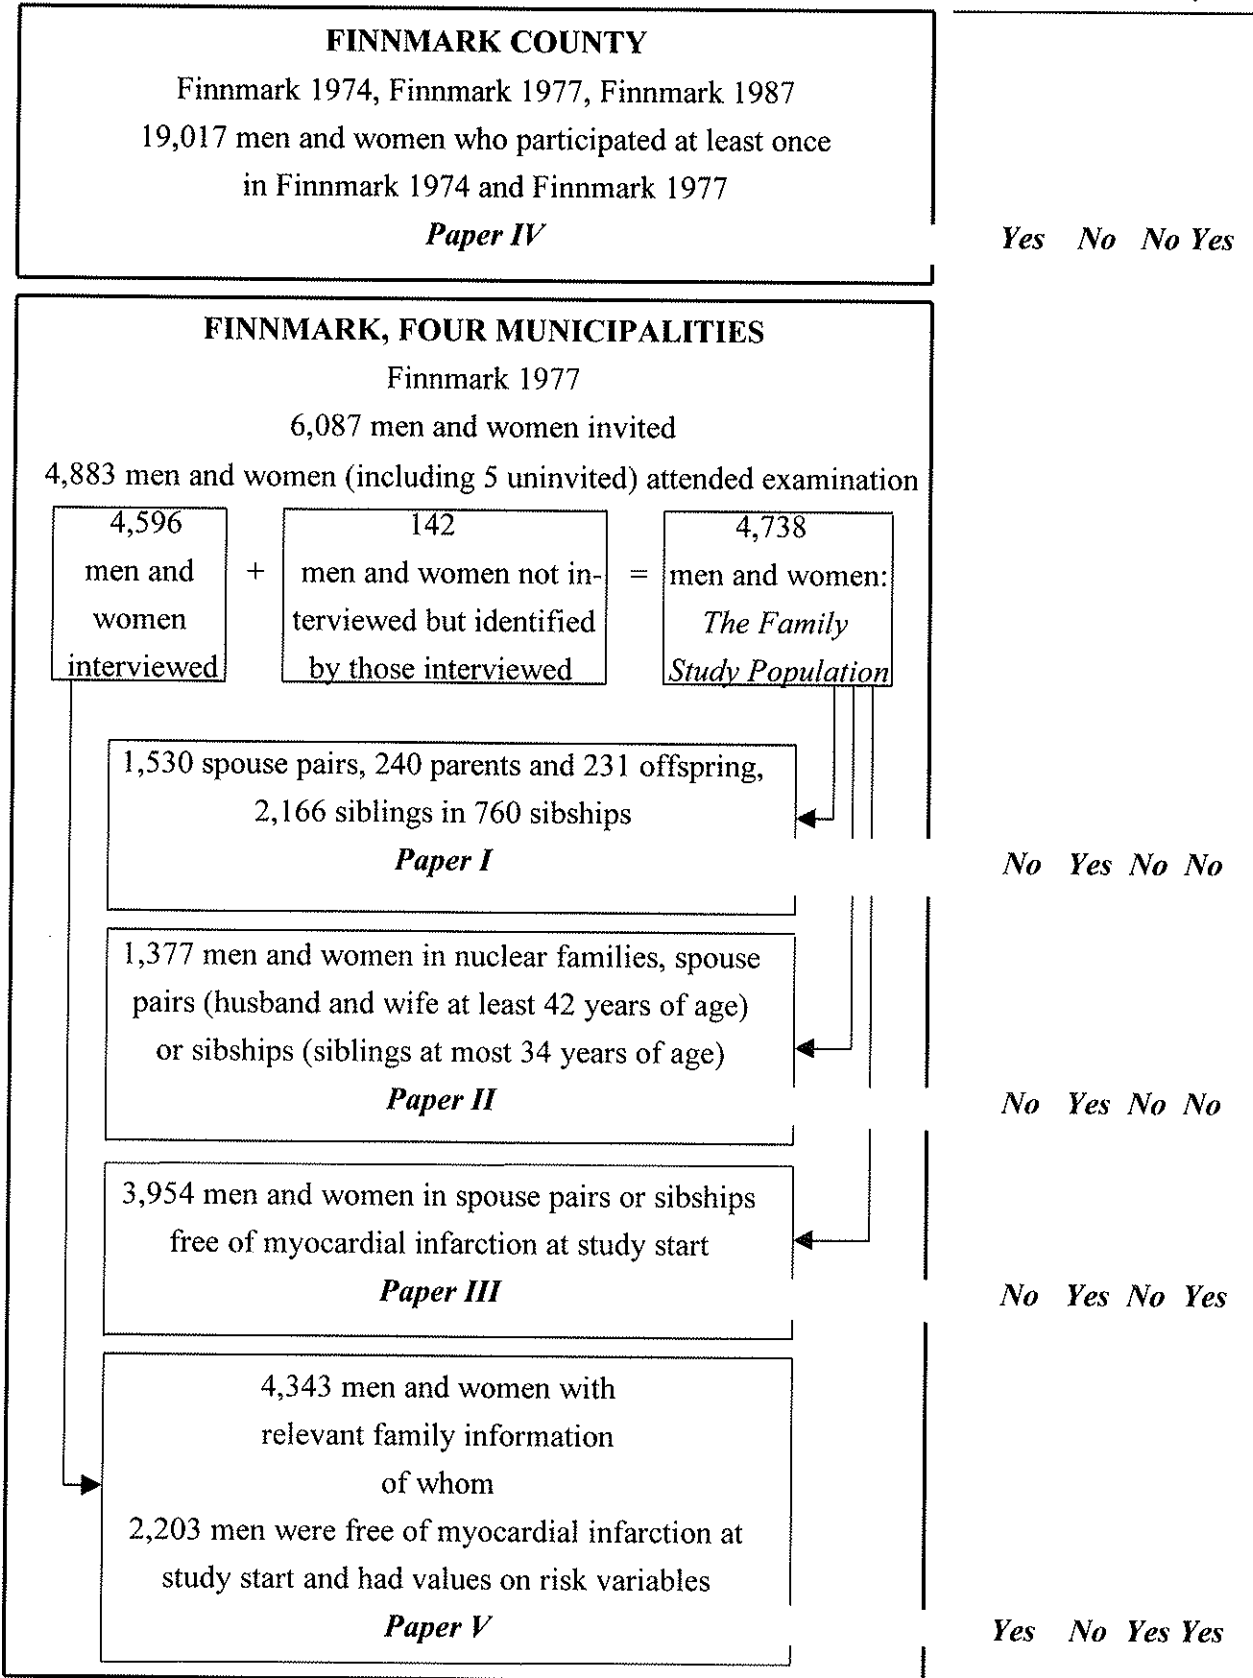 FINNMARK COUNTY
Finnmark 1974, Finnmark 1977, Finnmark 1987
19,017 men and women who participated at least once
in Finnmark 1974 and Finnmark 1977
Paper IV
Yes No No Yes
FINNMARK, FOUR MUNICIPALITIES
Finnmark 1977
6,087 men and women invited
4,883 men and women (including 5 uninvited) attended examination
4,596
men and
women
interviewed
+
142
men and women not in-
terviewed but identified
by those interviewed
=
4,738
men and women:
The Family
Study Population
1,530 spouse pairs, 240 parents and 231 offspring,
2,166 siblings in 760 sibships
Paper I
No Yes No No
1,377 men and women in nuclear families, spouse
pairs (husband and wife at least 42 years of age)
or sibships (siblings at most 34 years of age)
Paper II
No Yes No No
3,954 men and women in spouse pairs or sibships
free of myocardial infarction at study start
Paper III
No Yes No Yes
4,343 men and women with
relevant family information
of whom
2,203 men were free of myocardial infarction at
study start and had values on risk variables
Paper V
Yes No Yes Yes